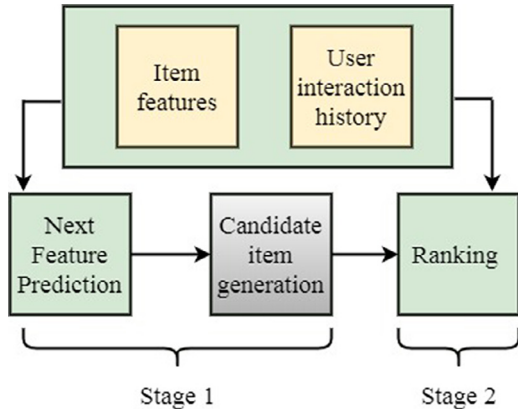 Item
features
User
interaction
history
Next
Feature
Prediction
Candidate
item
generation
Ranking
Stage 1
Stage 2